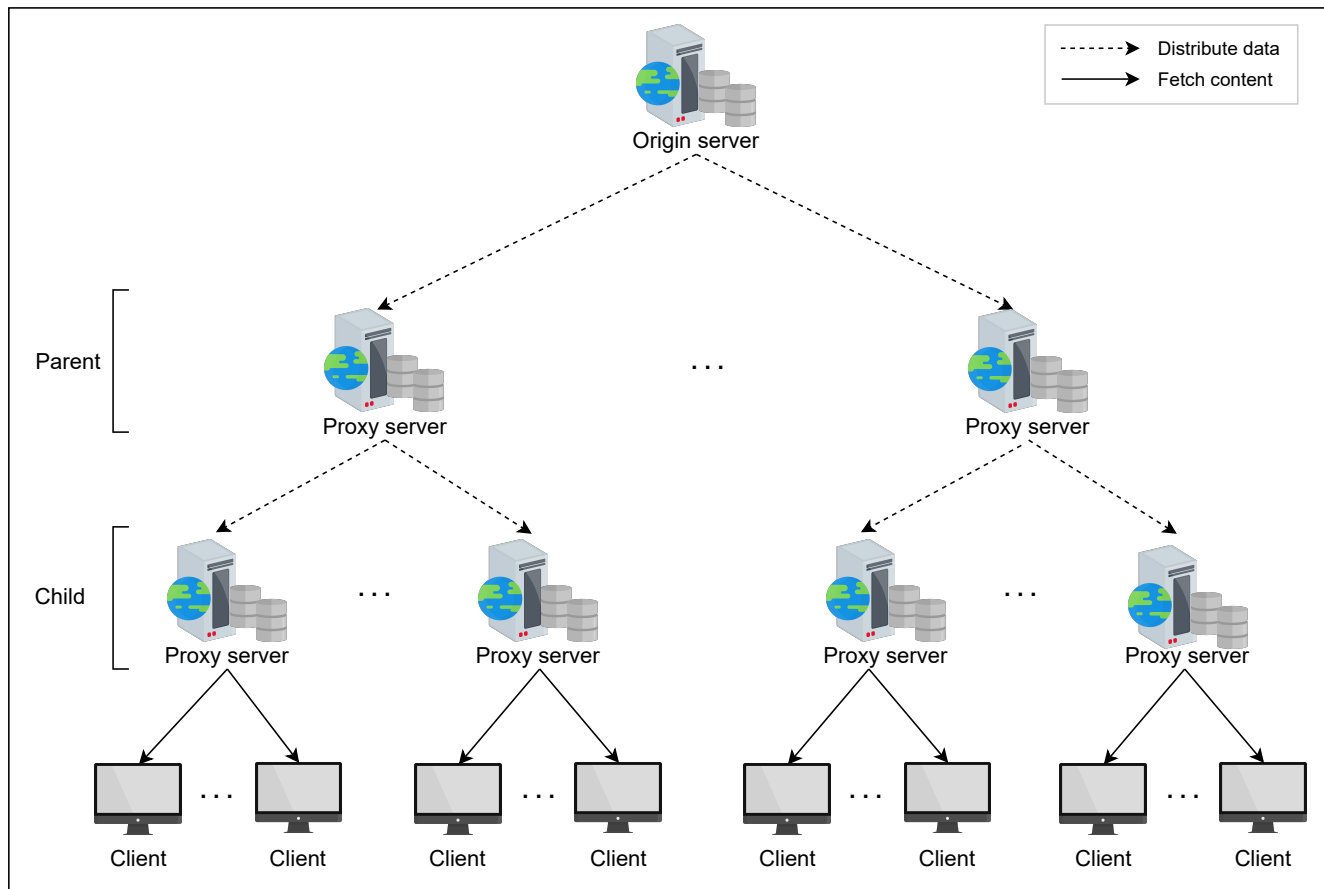 Distribute data
Fetch content
Origin server
Parent
. . .
Proxy server
Proxy server
Child
. . .
. . .
Proxy server
Proxy server
Proxy server
Proxy server
. . .
. . .
. . .
. . .
Client
Client
Client
Client
Client
Client
Client
Client